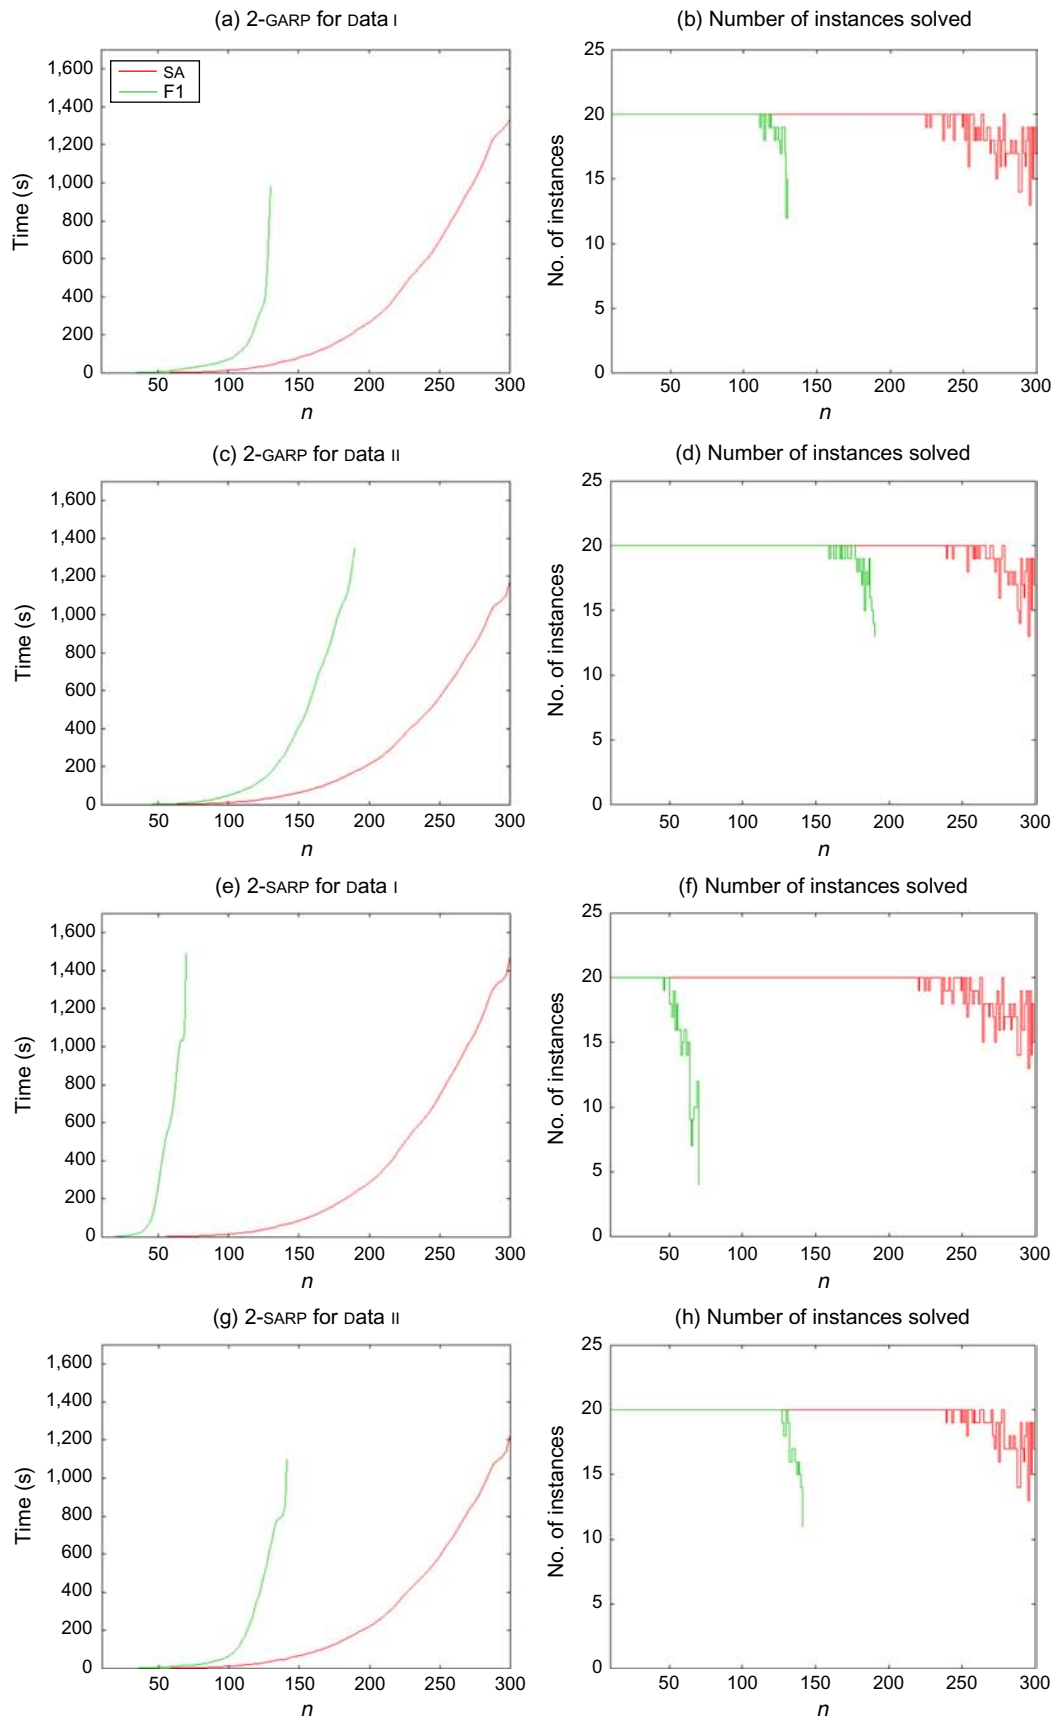 (a) 2-GARP for Data I
1,600
1,400
1,200
1,000
800
600
400
200
0
Time (s)
SA
F1
50 100 150 200 250 300
n
(b) Number of instances solved
25
20
15
10
5
0
No. of instances
50 100 150 200 250 300
n
(c) 2-GARP for Data II
1,600
1,400
1,200
1,000
800
600
400
200
0
Time (s)
50 100 150 200 250 300
n
(d) Number of instances solved
25
20
15
10
5
0
No. of instances
50 100 150 200 250 300
n
(e) 2-SARP for Data I
1,600
1,400
1,200
1,000
800
600
400
200
0
Time (s)
50 100 150 200 250 300
n
(f) Number of instances solved
25
20
15
10
5
0
No. of instances
50 100 150 200 250 300
n
(g) 2-SARP for Data II
1,600
1,400
1,200
1,000
800
600
400
200
0
Time (s)
50 100 150 200 250 300
n
(h) Number of instances solved
25
20
15
10
5
0
No. of instances
50 100 150 200 250 300
n